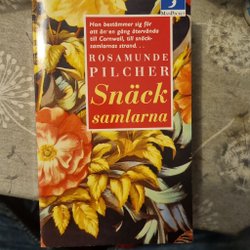 Hon bestämmer sig för
att än en gång återvända
till Cornwall, till snäck-
samlarnas strand. . .
ROSAMUNDE
PILCHER
Snäck
samlarna
MånPocket